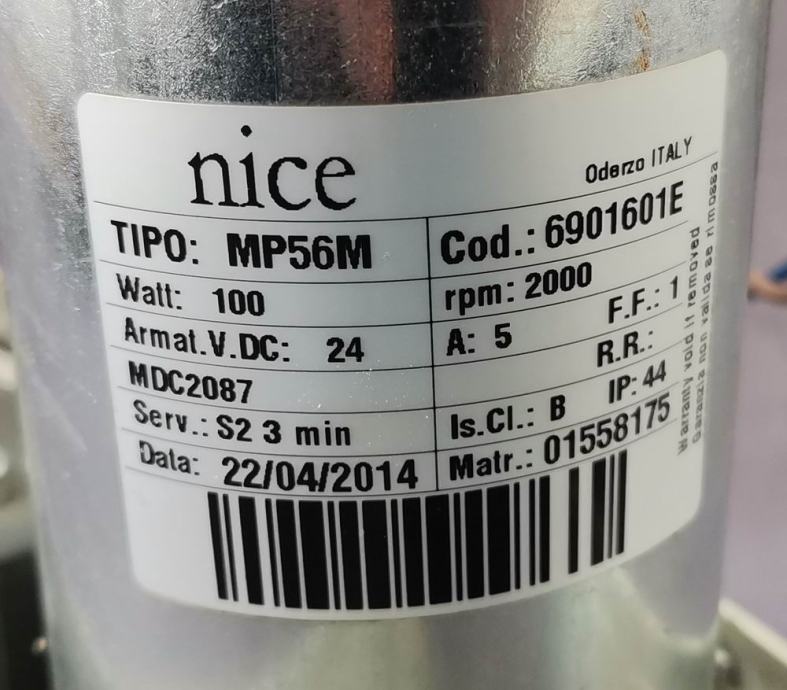 nice
Oderzo ITALY
TIPO: MP56M
Cod.: 6901601E
Watt: 100
rpm: 2000
F.F.: 1
Armat.V.DC: 24
A: 5
R.R.:
MDC2087
IP: 44
Serv.: S2 3 min
Is.Cl.: B
Data: 22/04/2014
Matr.: 01558175
Warranty void if removed
Garanzia non valida se rimossa